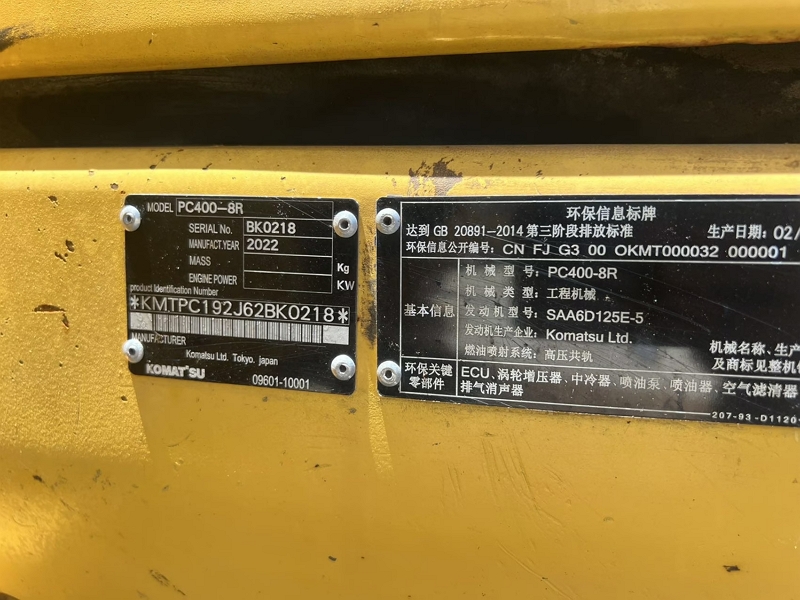 MODEL PC400-8R
SERIAL No. BK0218
MANUFACT.YEAR 2022
MASS Kg
ENGINE POWER KW
product Identification Number
*KMTPC192J62BK0218*
MANUFACTURER
Komatsu Ltd. Tokyo, japan
KOMATSU
09601-10001
环保信息标牌
达到 GB 20891-2014 第三阶段排放标准 生产日期: 02/
环保信息公开编号: CN FJ G3 00 OKMT000032 000001
基本信息
机械型号: PC400-8R
机械类型: 工程机械
发动机型号: SAA6D125E-5
发动机生产企业: Komatsu Ltd.
燃油喷射系统: 高压共轨
机械名称、生产
及商标见整机
环保关键
零部件
ECU、涡轮增压器、中冷器、喷油泵、喷油器、空气滤清器
排气消声器
207-93-D1120